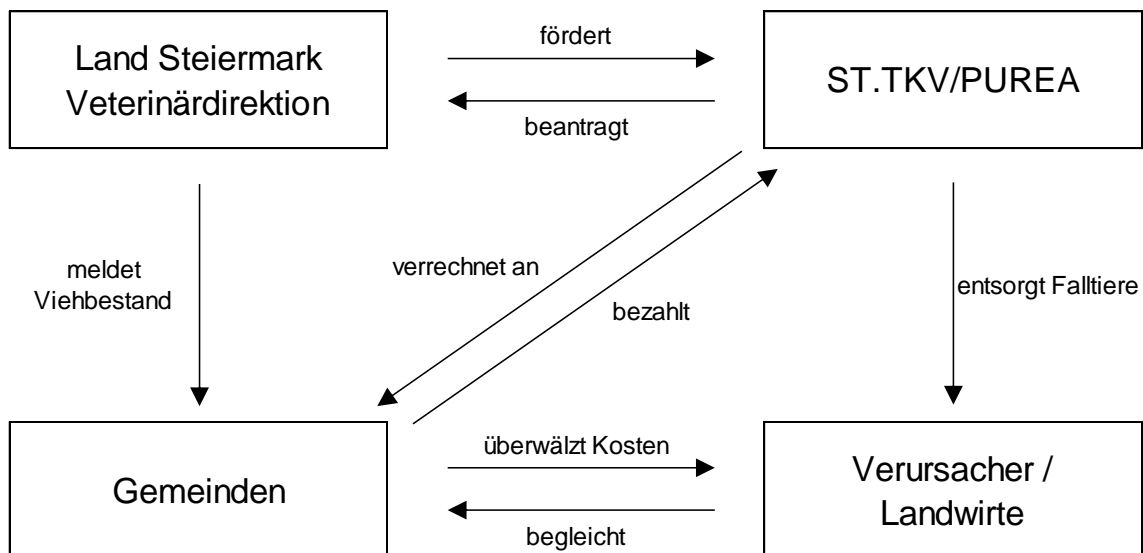 Land Steiermark
Veterinärdirektion
fördert
beantragt
ST.TKV/PUREA
meldet
Viehbestand
verrechnet an
bezahlt
entsorgt Falltiere
Gemeinden
überwälzt Kosten
begleicht
Verursacher /
Landwirte